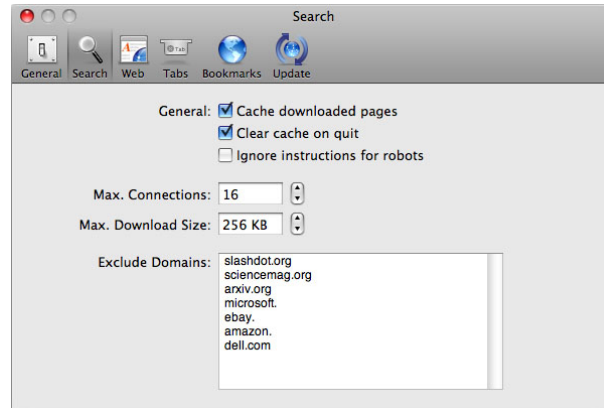 Search
General Search Web Tabs Bookmarks Update
General: Cache downloaded pages
Clear cache on quit
Ignore instructions for robots
Max. Connections: 16
Max. Download Size: 256 KB
Exclude Domains: slashdot.org
sciencemag.org
arxiv.org
microsoft.
ebay.
amazon.
dell.com